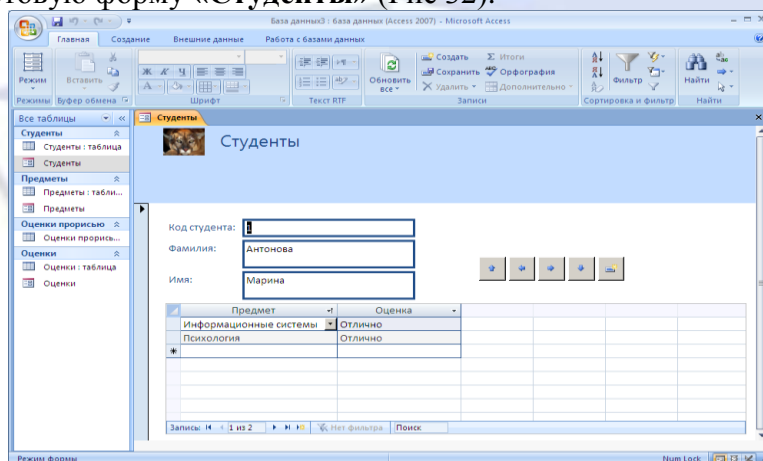 товую форму «Студенты» (Рис 32).
База данных3 : база данных (Access 2007) - Microsoft Access
Главная Создание Внешние данные Работа с базами данных
Режим
Режимы
Вставить
Буфер обмена
Ж К Ч
Шрифт
Текст RTF
Обновить все
Создать
Сохранить
Удалить
Итоги
Орфография
Дополнительно
Записи
Фильтр
Сортировка и фильтр
Найти
Найти
Все таблицы
Студенты
Студенты : таблица
Студенты
Предметы
Предметы : табли...
Предметы
Оценки прорисью
Оценки прорись...
Оценки
Оценки : таблица
Оценки
Студенты
Студенты
Код студента: 1
Фамилия: Антонова
Имя: Марина
Предмет Оценка
Информационные системы Отлично
Психология Отлично
Запись: 1 из 2 Нет фильтра Поиск
Режим формы Num Lock